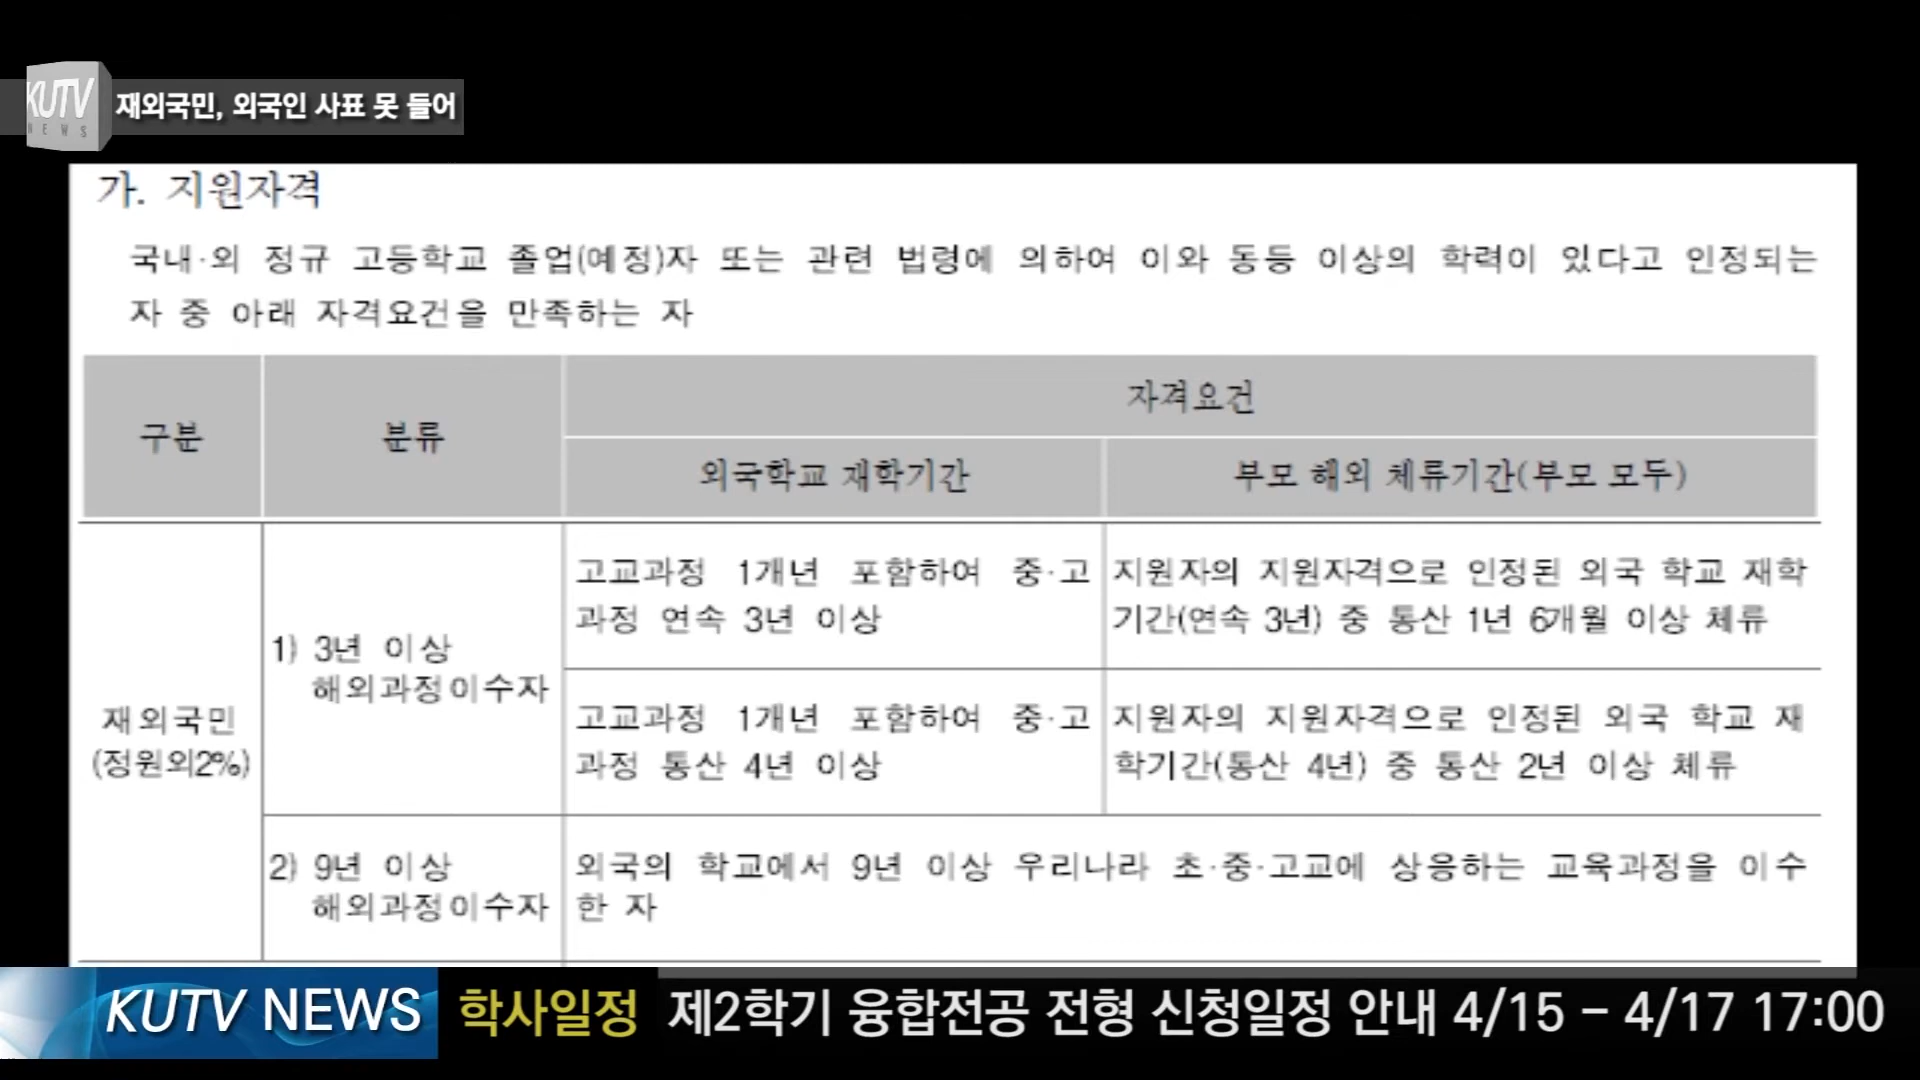 KUTV
NEWS
재외국민, 외국인 사표 못 들어
가. 지원자격
국내·외 정규 고등학교 졸업(예정)자 또는 관련 법령에 의하여 이와 동등 이상의 학력이 있다고 인정되는
자 중 아래 자격요건을 만족하는 자
구분
분류
자격요건
외국학교 재학기간
부모 해외 체류기간(부모 모두)
재외국민
(정원외2%)
1) 3년 이상
해외과정이수자
고교과정 1개년 포함하여 중·고
과정 연속 3년 이상
지원자의 지원자격으로 인정된 외국 학교 재학
기간(연속 3년) 중 통산 1년 6개월 이상 체류
고교과정 1개년 포함하여 중·고
과정 통산 4년 이상
지원자의 지원자격으로 인정된 외국 학교 재
학기간(통산 4년) 중 통산 2년 이상 체류
2) 9년 이상
해외과정이수자
외국의 학교에서 9년 이상 우리나라 초·중·고교에 상응하는 교육과정을 이수
한 자
KUTV NEWS 학사일정 제2학기 융합전공 전형 신청일정 안내 4/15 - 4/17 17:00